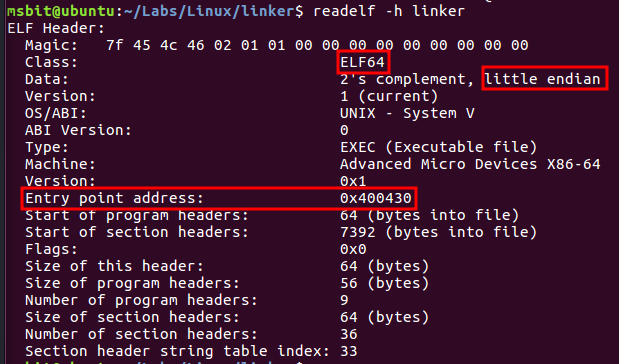 msbit@ubuntu:~/Labs/Linux/linker$ readelf -h linker
ELF Header:
  Magic:   7f 45 4c 46 02 01 01 00 00 00 00 00 00 00 00 00
  Class:                             ELF64
  Data:                              2's complement, little endian
  Version:                           1 (current)
  OS/ABI:                            UNIX - System V
  ABI Version:                       0
  Type:                              EXEC (Executable file)
  Machine:                           Advanced Micro Devices X86-64
  Version:                           0x1
  Entry point address:               0x400430
  Start of program headers:          64 (bytes into file)
  Start of section headers:          7392 (bytes into file)
  Flags:                             0x0
  Size of this header:               64 (bytes)
  Size of program headers:           56 (bytes)
  Number of program headers:         9
  Size of section headers:           64 (bytes)
  Number of section headers:         36
  Section header string table index: 33